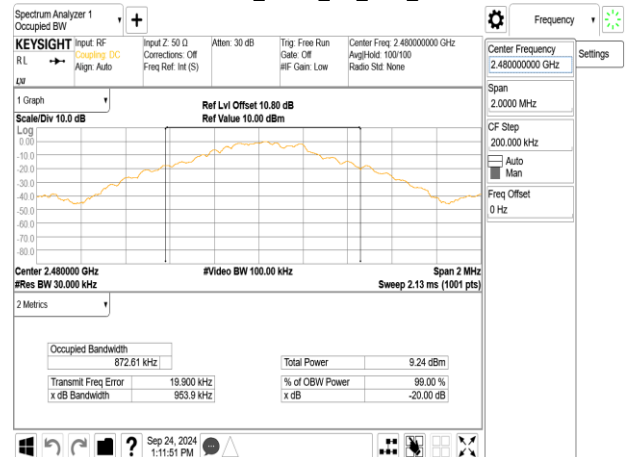 Spectrum Analyzer 1
Occupied BW
+
Frequency
KEYSIGHT
Input: RF
Coupling: DC
Align: Auto
Input Z: 50 Ω
Corrections: Off
Freq Ref: Int (S)
Atten: 30 dB
Trig: Free Run
Gate: Off
#IF Gain: Low
Center Freq: 2.480000000 GHz
Avg|Hold: 100/100
Radio Std: None
RL
LXI
Center Frequency
2.480000000 GHz
Settings
Span
2.0000 MHz
CF Step
200.000 kHz
Auto
Man
Freq Offset
0 Hz
1 Graph
Ref Lvl Offset 10.80 dB
Scale/Div 10.0 dB
Ref Value 10.00 dBm
Log
0.00
-10.0
-20.0
-30.0
-40.0
-50.0
-60.0
-70.0
-80.0
Center 2.480000 GHz
#Video BW 100.00 kHz
Span 2 MHz
#Res BW 30.000 kHz
Sweep 2.13 ms (1001 pts)
2 Metrics
Occupied Bandwidth
872.61 kHz
Total Power 9.24 dBm
Transmit Freq Error 19.900 kHz
% of OBW Power 99.00 %
x dB Bandwidth 953.9 kHz
x dB -20.00 dB
?
Sep 24, 2024
1:11:51 PM